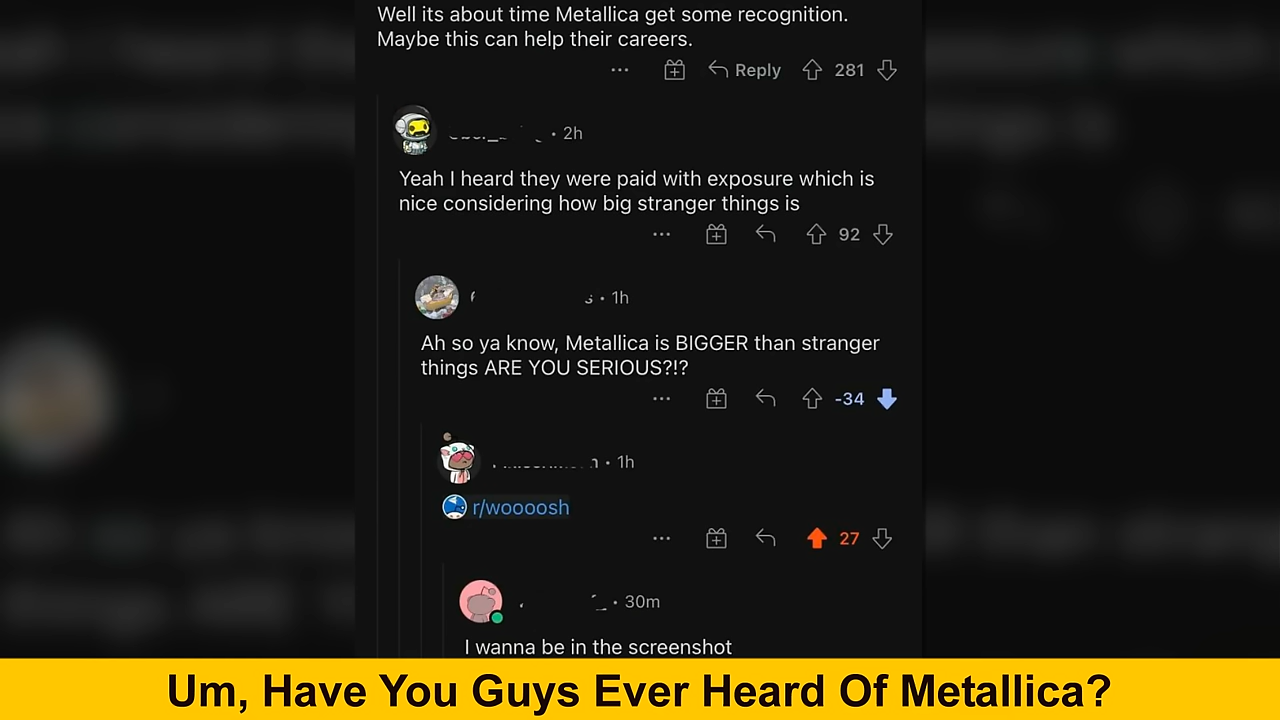 Well its about time Metallica get some recognition.
Maybe this can help their careers.
Reply 281
• 2h
Yeah I heard they were paid with exposure which is
nice considering how big stranger things is
92
• 1h
Ah so ya know, Metallica is BIGGER than stranger
things ARE YOU SERIOUS?!?
-34
• 1h
r/woooosh
27
• 30m
I wanna be in the screenshot
Um, Have You Guys Ever Heard Of Metallica?